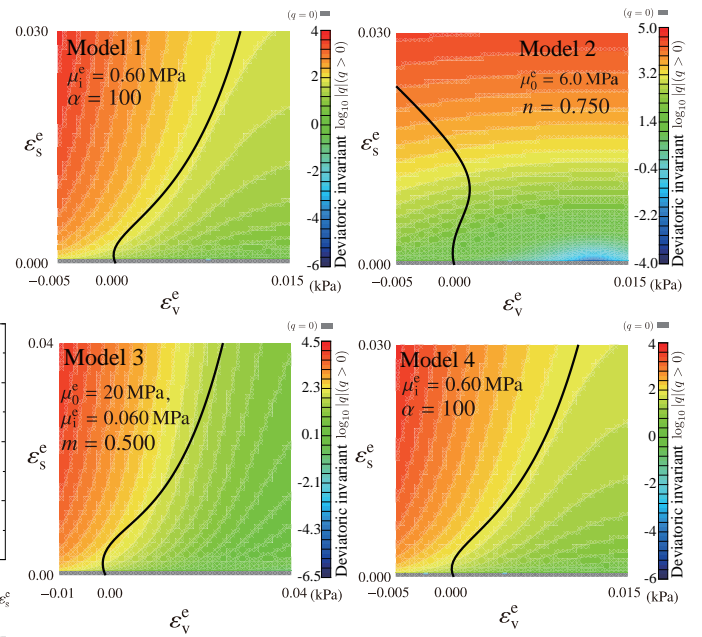 (q = 0)
0.030
Model 1
μ₁ᵉ = 0.60 MPa
α = 100
εₛᵉ
0.000
−0.005
0.000
0.015
(kPa)
εᵥᵉ
4
2
0
-2
-4
-6
Deviatoric invariant log₁₀ |q|(q > 0)
(q = 0)
0.030
Model 2
μ₀ᵉ = 6.0 MPa
n = 0.750
εₛᵉ
0.000
−0.005
0.000
0.015
(kPa)
εᵥᵉ
5.0
3.2
1.4
-0.4
-2.2
-4.0
Deviatoric invariant log₁₀ |q|(q > 0)
(q = 0)
0.04
Model 3
μ₀ᵉ = 20 MPa,
μ₁ᵉ = 0.060 MPa
m = 0.500
εₛᵉ
0.00
-0.01
0.00
0.04
(kPa)
εᵥᵉ
4.5
2.3
0.1
-2.1
-4.3
-6.5
Deviatoric invariant log₁₀ |q|(q > 0)
εₛᵉ
(q = 0)
0.030
Model 4
μ₁ᵉ = 0.60 MPa
α = 100
εₛᵉ
0.000
−0.005
0.000
0.015
(kPa)
εᵥᵉ
4
2
0
-2
-4
-6
Deviatoric invariant log₁₀ |q|(q > 0)